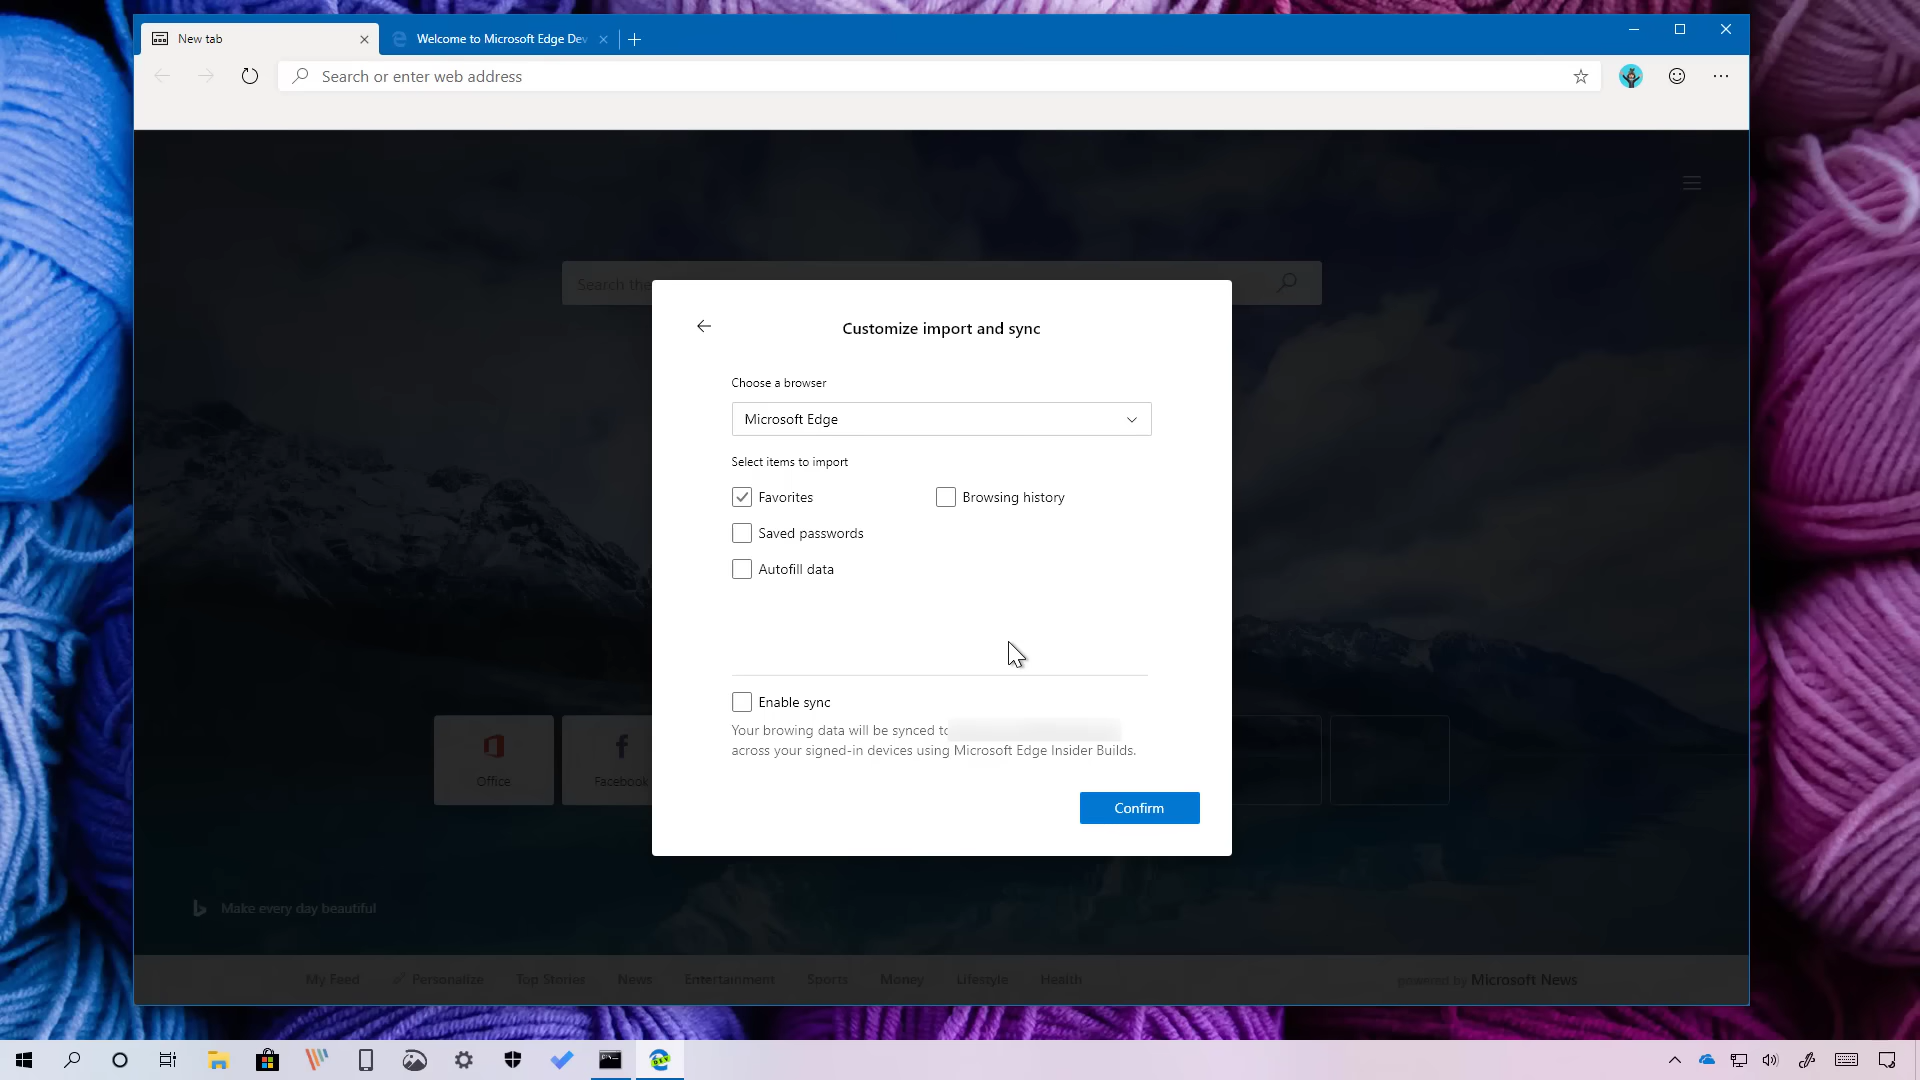 New tab
Welcome to Microsoft Edge Dev
Search or enter web address
Search the
Customize import and sync
Choose a browser
Microsoft Edge
Select items to import
Favorites
Browsing history
Saved passwords
Autofill data
Enable sync
Your browing data will be synced to
across your signed-in devices using Microsoft Edge Insider Builds.
Office
Facebook
Confirm
Make every day beautiful
My Feed Personalize Top Stories News Entertainment Sports Money Lifestyle Health powered by Microsoft News
DEV